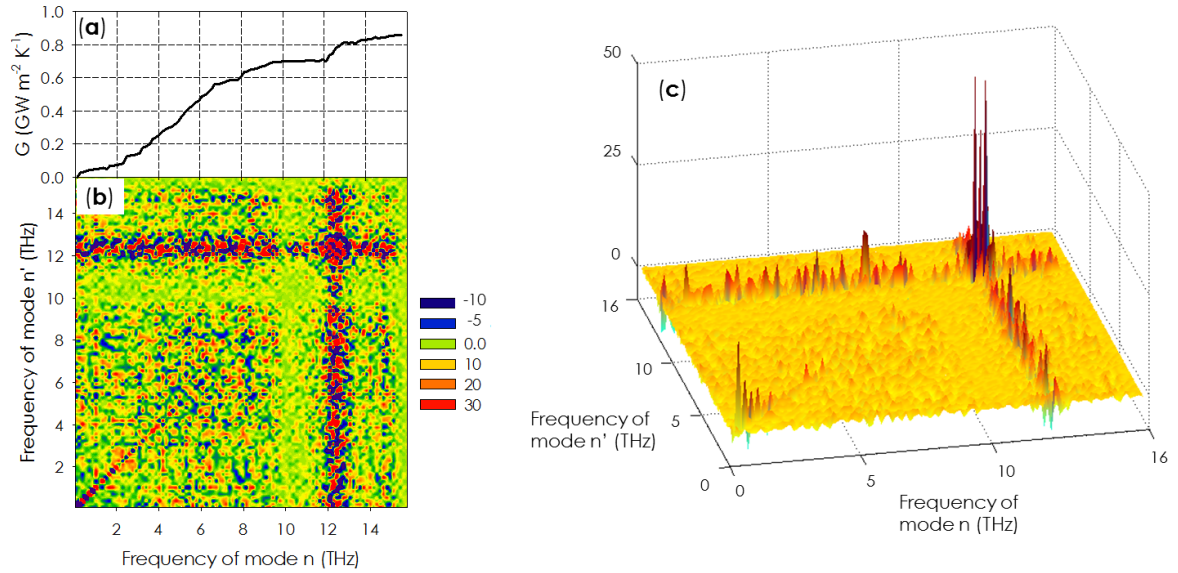 (a)
G (GW m⁻² K⁻¹)
1.0
0.8
0.6
0.4
0.2
0.0
(b)
Frequency of mode n' (THz)
14
12
10
8
6
4
2
2 4 6 8 10 12 14
Frequency of mode n (THz)
-10
-5
0.0
10
20
30
(c)
50
25
0
16
10
5
0
Frequency of
mode n' (THz)
0
5
10
16
Frequency of
mode n (THz)